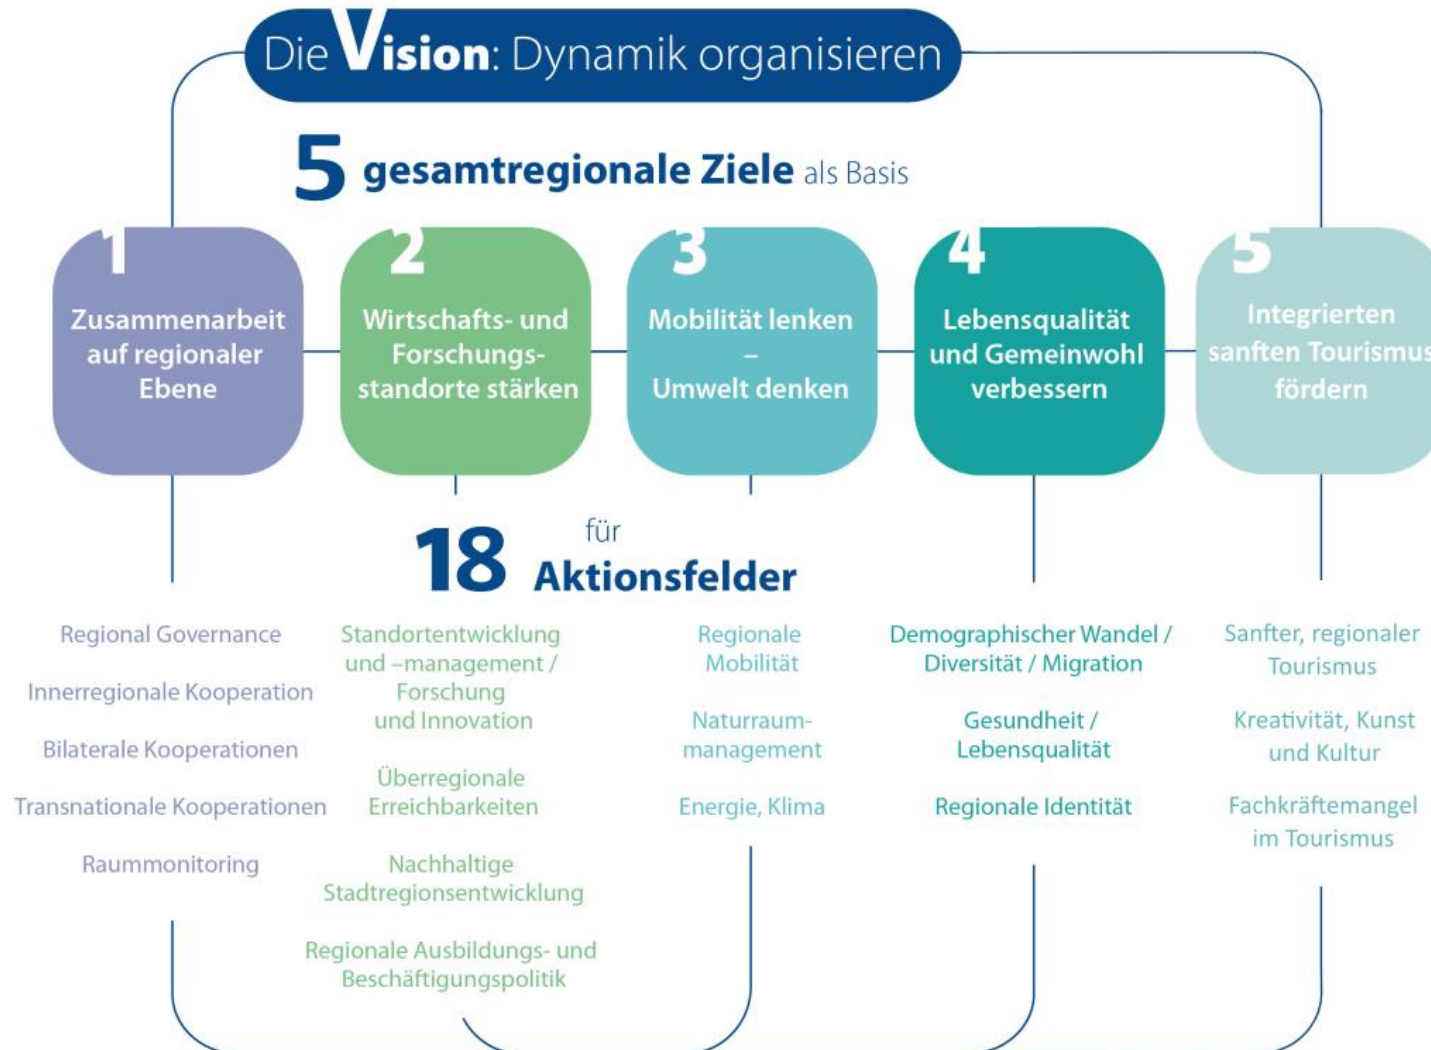 Die Vision: Dynamik organisieren
5 gesamtregionale Ziele als Basis
1
Zusammenarbeit
auf regionaler
Ebene
2
Wirtschafts- und
Forschungs-
standorte stärken
3
Mobilität lenken
–
Umwelt denken
4
Lebensqualität
und Gemeinwohl
verbessern
5
Integrierten
sanften Tourismus
fördern
für
18 Aktionsfelder
Regional Governance
Innerregionale Kooperation
Bilaterale Kooperationen
Transnationale Kooperationen
Raummonitoring
Standortentwicklung
und –management /
Forschung
und Innovation
Überregionale
Erreichbarkeiten
Nachhaltige
Stadtregionsentwicklung
Regionale Ausbildungs- und
Beschäftigungspolitik
Regionale
Mobilität
Naturraum-
management
Energie, Klima
Demographischer Wandel /
Diversität / Migration
Gesundheit /
Lebensqualität
Regionale Identität
Sanfter, regionaler
Tourismus
Kreativität, Kunst
und Kultur
Fachkräftemangel
im Tourismus